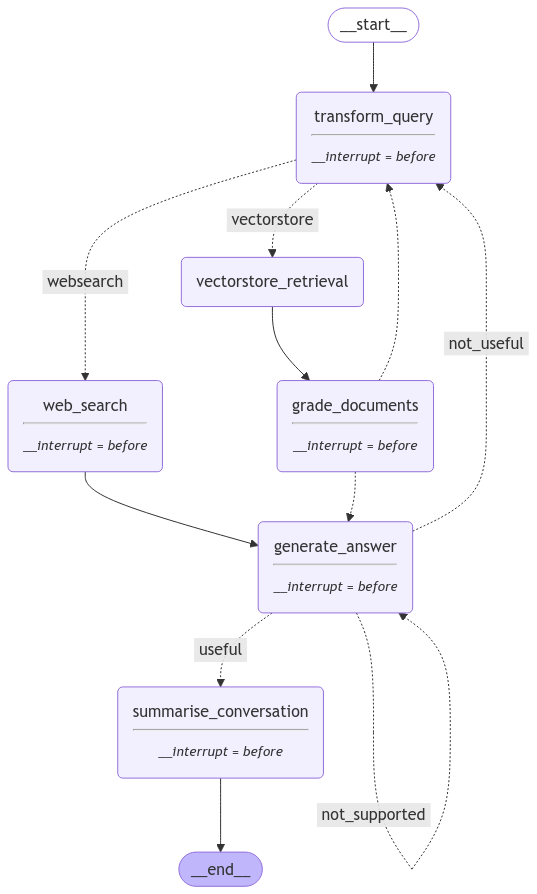 __start__
transform_query
__interrupt = before
vectorstore
websearch
vectorstore_retrieval
not_useful
web_search
__interrupt = before
grade_documents
__interrupt = before
generate_answer
__interrupt = before
useful
summarise_conversation
__interrupt = before
not_supported
__end__